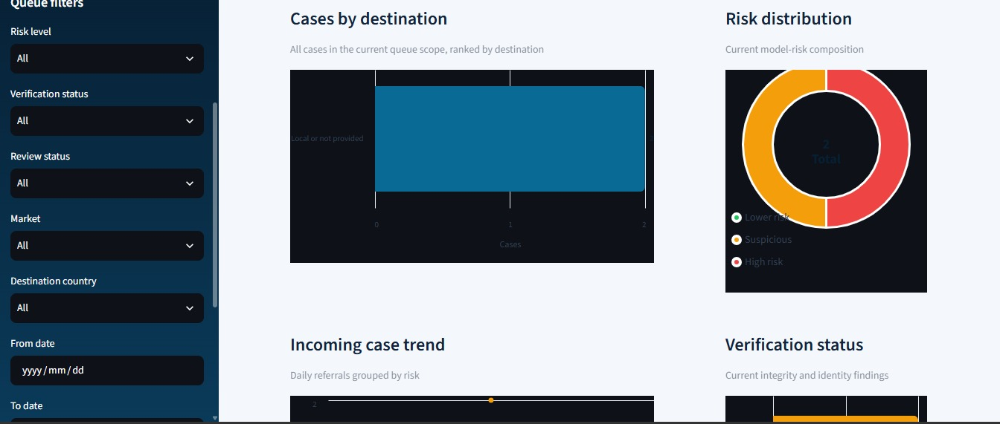 Queue filters
Risk level
All
Verification status
All
Review status
All
Market
All
Destination country
All
From date
yyyy / mm / dd
To date
Cases by destination
All cases in the current queue scope, ranked by destination
Local or not provided
0
1
2
Cases
Risk distribution
Current model-risk composition
2
Total
Lower risk
Suspicious
High risk
Incoming case trend
Daily referrals grouped by risk
2
Verification status
Current integrity and identity findings